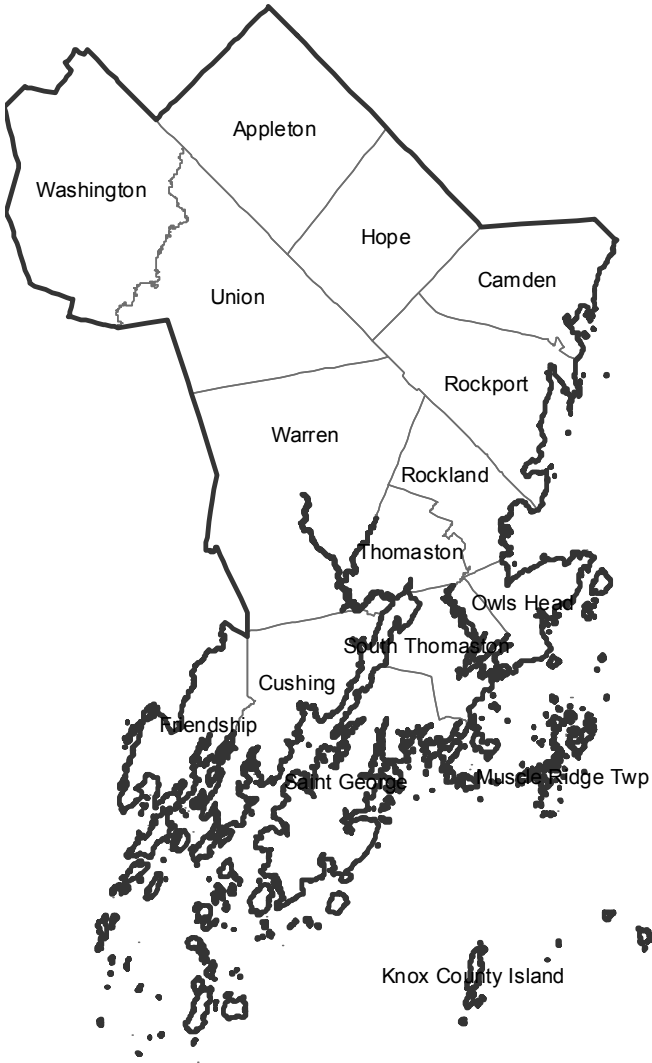 Appleton
Washington
Hope
Camden
Union
Rockport
Warren
Rockland
Thomaston
Owls Head
South Thomaston
Cushing
Friendship
Saint George
Muscle Ridge Twp
Knox County Island